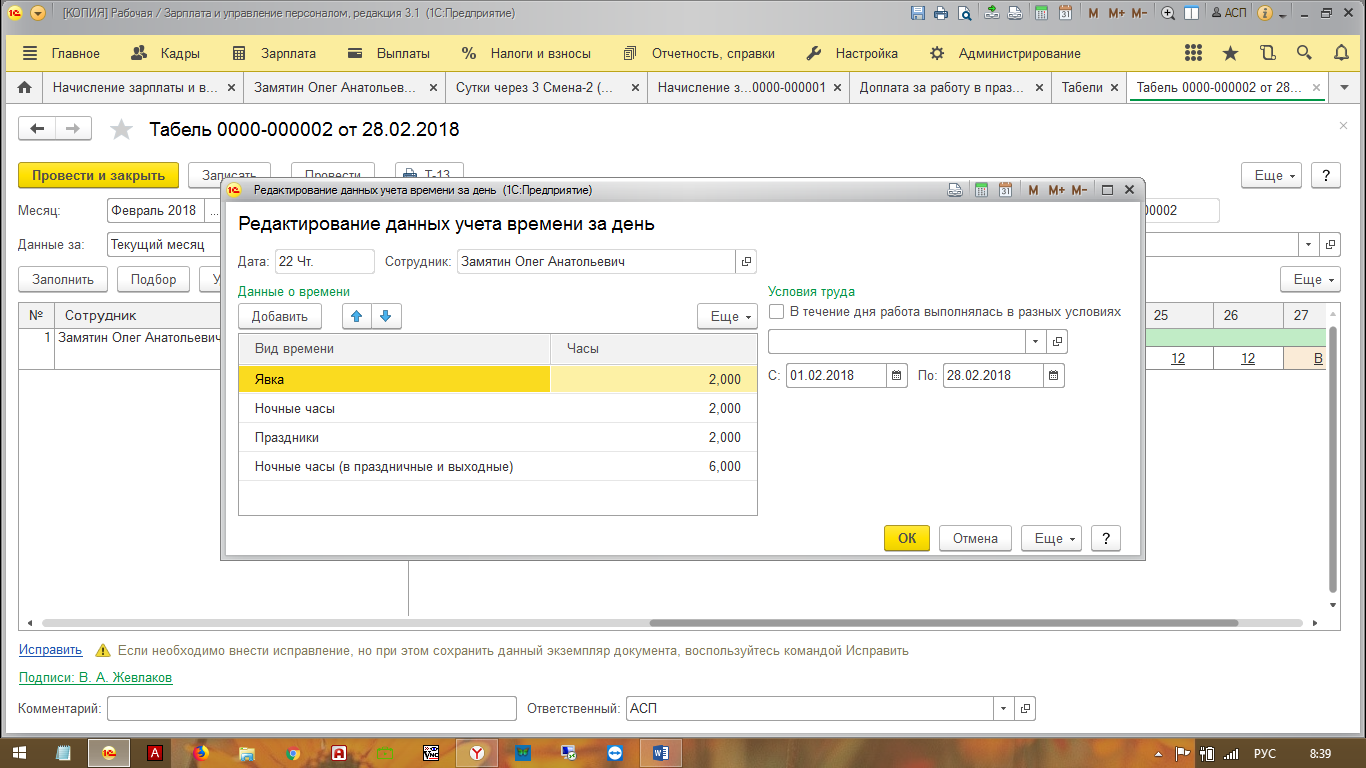 [КОПИЯ] Рабочая / Зарплата и управление персоналом, редакция 3.1 (1С:Предприятие)
M M+ M- АСП
Главное Кадры Зарплата Выплаты Налоги и взносы Отчетность, справки Настройка Администрирование
Начисление зарплаты и в... Замятин Олег Анатольев... Сутки через 3 Смена-2 (... Начисление з...0000-000001 Доплата за работу в праз... Табели Табель 0000-000002 от 28...
Табель 0000-000002 от 28.02.2018
Провести и закрыть Записать Провести Т-13 Еще ?
Редактирование данных учета времени за день (1С:Предприятие) M M+ M-
Месяц: Февраль 2018 ... 00002
Редактирование данных учета времени за день
Данные за: Текущий месяц
Дата: 22 Чт. Сотрудник: Замятин Олег Анатольевич
Заполнить Подбор У Еще
Данные о времени Условия труда
Добавить Еще В течение дня работа выполнялась в разных условиях
№ Сотрудник 25 26 27
1 Замятин Олег Анатольевич 12 12 В
Вид времени Часы
С: 01.02.2018 По: 28.02.2018
Явка 2,000
Ночные часы 2,000
Праздники 2,000
Ночные часы (в праздничные и выходные) 6,000
ОК Отмена Еще ?
Исправить Если необходимо внести исправление, но при этом сохранить данный экземпляр документа, воспользуйтесь командой Исправить
Подписи: В. А. Жевлаков
Комментарий: Ответственный: АСП
РУС 8:39